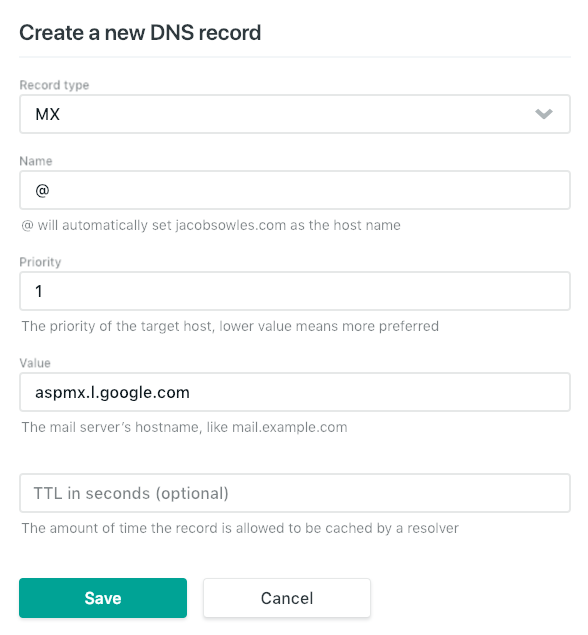 Create a new DNS record
Record type
MX
Name
@
@ will automatically set jacobsowles.com as the host name
Priority
1
The priority of the target host, lower value means more preferred
Value
aspmx.l.google.com
The mail server's hostname, like mail.example.com
TTL in seconds (optional)
The amount of time the record is allowed to be cached by a resolver
Save
Cancel